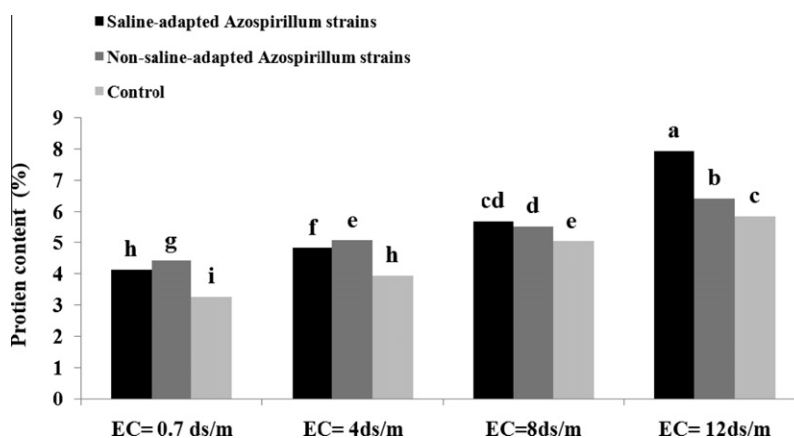 Saline-adapted Azospirillum strains
Non-saline-adapted Azospirillum strains
Control
Protien content (%)
9
8
7
6
5
4
3
2
1
0
h g i
f e h
cd d e
a b c
EC= 0.7 ds/m EC= 4ds/m EC=8ds/m EC= 12ds/m